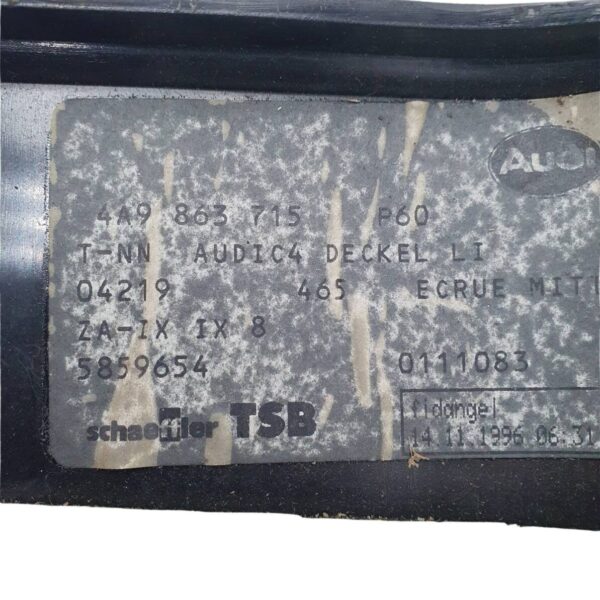 Audi
4A9 863 715 P60
T-NN AUDIC4 DECKEL LI
04219 465 ECRUE MIT
ZA-IX IX 8
5859654 0111083
schaeffler TSB
fidangel
14.11.1996 06:31